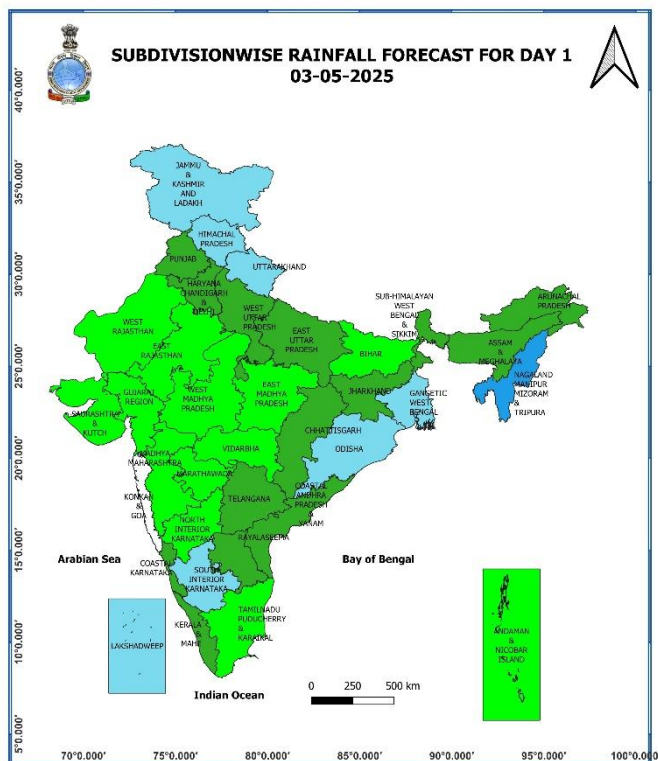 SUBDIVISIONWISE RAINFALL FORECAST FOR DAY 1
03-05-2025
40°0.000'
35°0.000'
30°0.000'
25°0.000'
20°0.000'
15°0.000'
10°0.000'
5°0.000'
JAMMU
&
KASHMIR
AND
LADAKH
HIMACHAL
PRADESH
UTTARAKHAND
PUNJAB
HARYANA
CHANDIGARH
&
DELHI
WEST
UTTAR
PRADESH
EAST
UTTAR
PRADESH
WEST
RAJASTHAN
EAST
RAJASTHAN
SUB-HIMALAYAN
WEST
BENGAL
&
SIKKIM
ARUNACHAL
PRADESH
ASSAM
&
MEGHALAYA
NAGALAND
MANIPUR
MIZORAM
&
TRIPURA
BIHAR
JHARKHAND
GANGETIC
WEST
BENGAL
GUJARAT
REGION
SAURASHTRA
&
KUTCH
WEST
MADHYA
PRADESH
EAST
MADHYA
PRADESH
CHHATTISGARH
ODISHA
VIDARBHA
MADHYA
MAHARASHTRA
MARATHAWADA
KONKAN
&
GOA
TELANGANA
COASTAL
ANDHRA
PRADESH
&
YANAM
NORTH
INTERIOR
KARNATAKA
RAYALASEEMA
COASTAL
KARNATAKA
SOUTH
INTERIOR
KARNATAKA
TAMILNADU
PUDUCHERRY
&
KARAIKAL
KERALA
&
MAHE
LAKSHADWEEP
ANDAMAN
&
NICOBAR
ISLAND
Arabian Sea
Bay of Bengal
Indian Ocean
0 250 500 km
70°0.000' 75°0.000' 80°0.000' 85°0.000' 90°0.000' 95°0.000' 100°0.000'